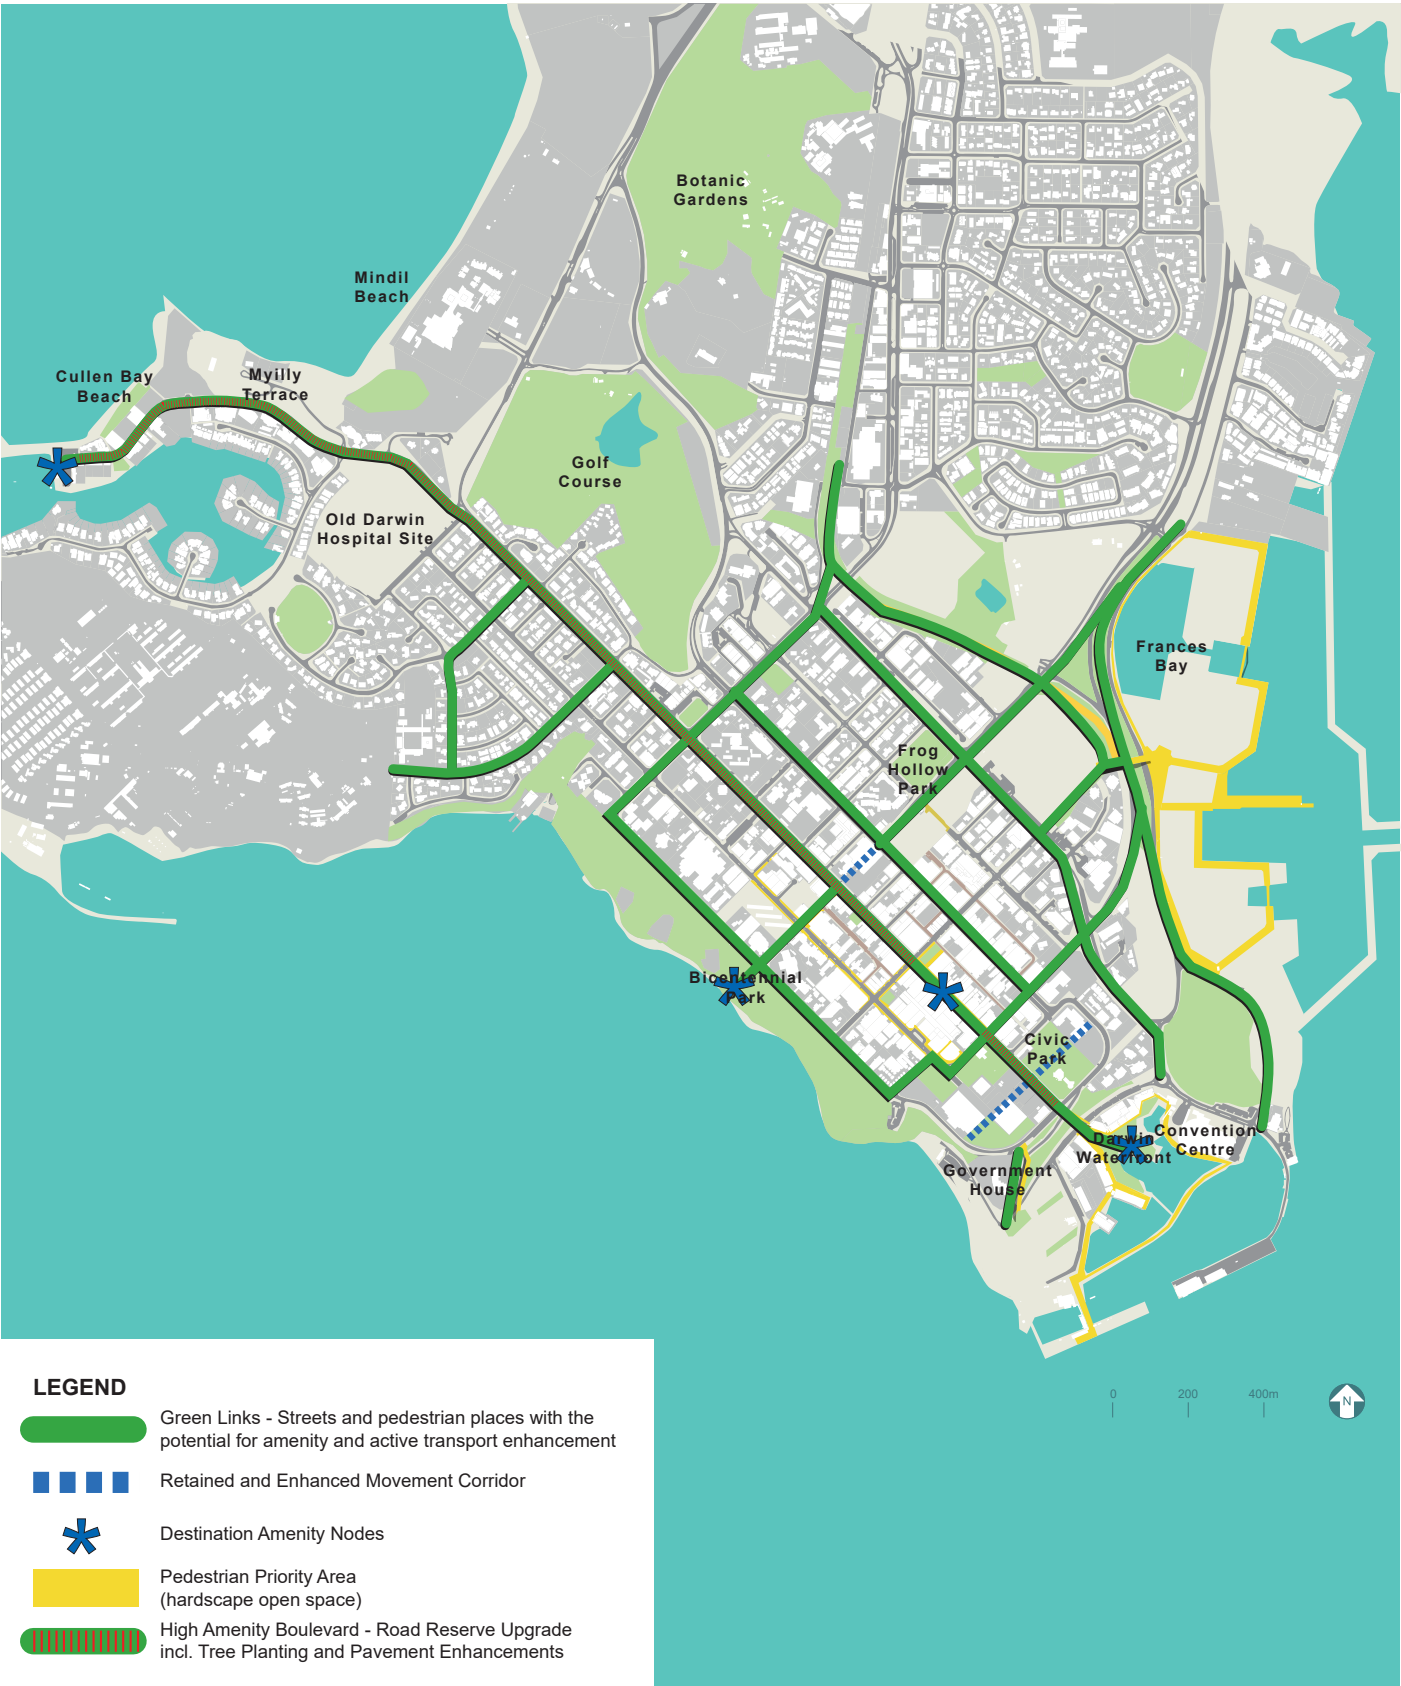 Botanic
Gardens
Mindil
Beach
Cullen Bay
Beach
Myilly
Terrace
Golf
Course
Old Darwin
Hospital Site
Frances
Bay
Frog
Hollow
Park
Bicentennial
Park
Civic
Park
Darwin
Waterfront
Convention
Centre
Government
House
0 200 400m
N
LEGEND
Green Links - Streets and pedestrian places with the
potential for amenity and active transport enhancement
Retained and Enhanced Movement Corridor
Destination Amenity Nodes
Pedestrian Priority Area
(hardscape open space)
High Amenity Boulevard - Road Reserve Upgrade
incl. Tree Planting and Pavement Enhancements